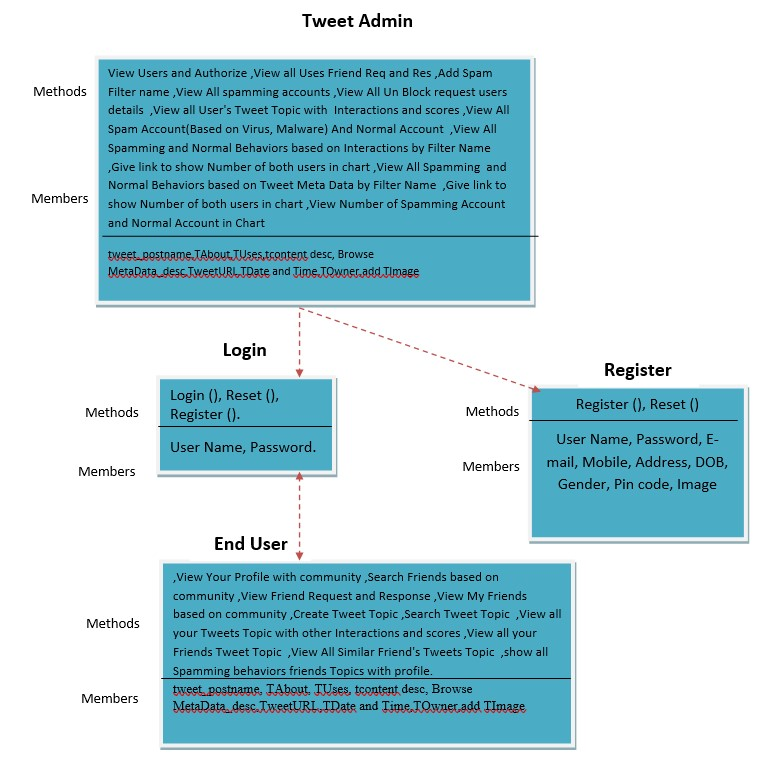 Tweet Admin
Methods
View Users and Authorize ,View all Uses Friend Req and Res ,Add Spam
Filter name ,View All spamming accounts ,View All Un Block request users
details ,View all User's Tweet Topic with Interactions and scores ,View All
Spam Account(Based on Virus, Malware) And Normal Account ,View All
Spamming and Normal Behaviors based on Interactions by Filter Name
,Give link to show Number of both users in chart ,View All Spamming and
Normal Behaviors based on Tweet Meta Data by Filter Name ,Give link to
show Number of both users in chart ,View Number of Spamming Account
and Normal Account in Chart
Members
tweet_postname,TAbout,TUses,tcontent desc, Browse
MetaData_desc,TweetURL,TDate and Time,TOwner,add TImage
Login
Methods
Login (), Reset (),
Register ().
Members
User Name, Password.
Register
Methods
Register (), Reset ()
Members
User Name, Password, E-
mail, Mobile, Address, DOB,
Gender, Pin code, Image
End User
Methods
,View Your Profile with community ,Search Friends based on
community ,View Friend Request and Response ,View My Friends
based on community ,Create Tweet Topic ,Search Tweet Topic ,View all
your Tweets Topic with other Interactions and scores ,View all your
Friends Tweet Topic ,View All Similar Friend's Tweets Topic ,show all
Spamming behaviors friends Topics with profile.
Members
tweet_postname, TAbout, TUses, tcontent desc, Browse
MetaData_desc,TweetURL,TDate and Time,TOwner,add TImage